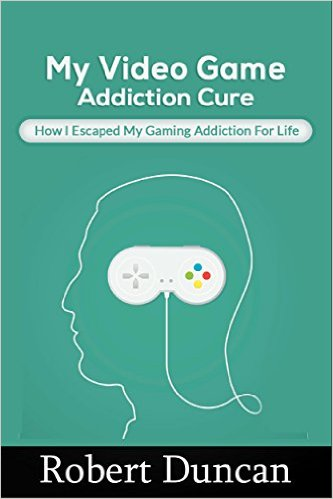 My Video Game
Addiction Cure
How I Escaped My Gaming Addiction For Life
Robert Duncan